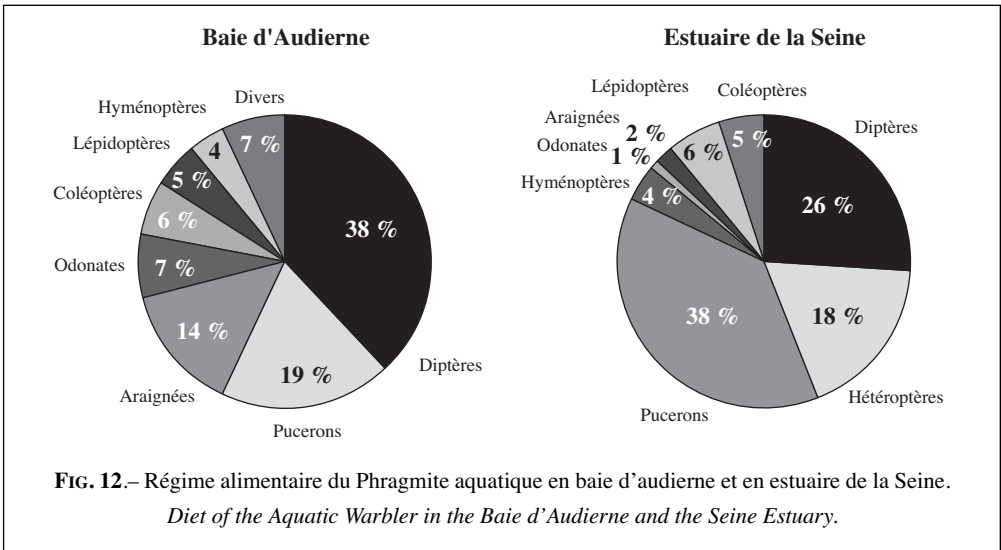 Baie d'Audierne
Divers
Hyménoptères
Lépidoptères
Coléoptères
Odonates
Araignées
Pucerons
Diptères
7 %
4
5 %
6 %
7 %
14 %
19 %
38 %
Estuaire de la Seine
Lépidoptères
Coléoptères
Araignées
Odonates
Hyménoptères
Diptères
Hétéroptères
Pucerons
2 %
1 %
6 %
5 %
4 %
26 %
18 %
38 %
FIG. 12.– Régime alimentaire du Phragmite aquatique en baie d'audierne et en estuaire de la Seine.
Diet of the Aquatic Warbler in the Baie d'Audierne and the Seine Estuary.